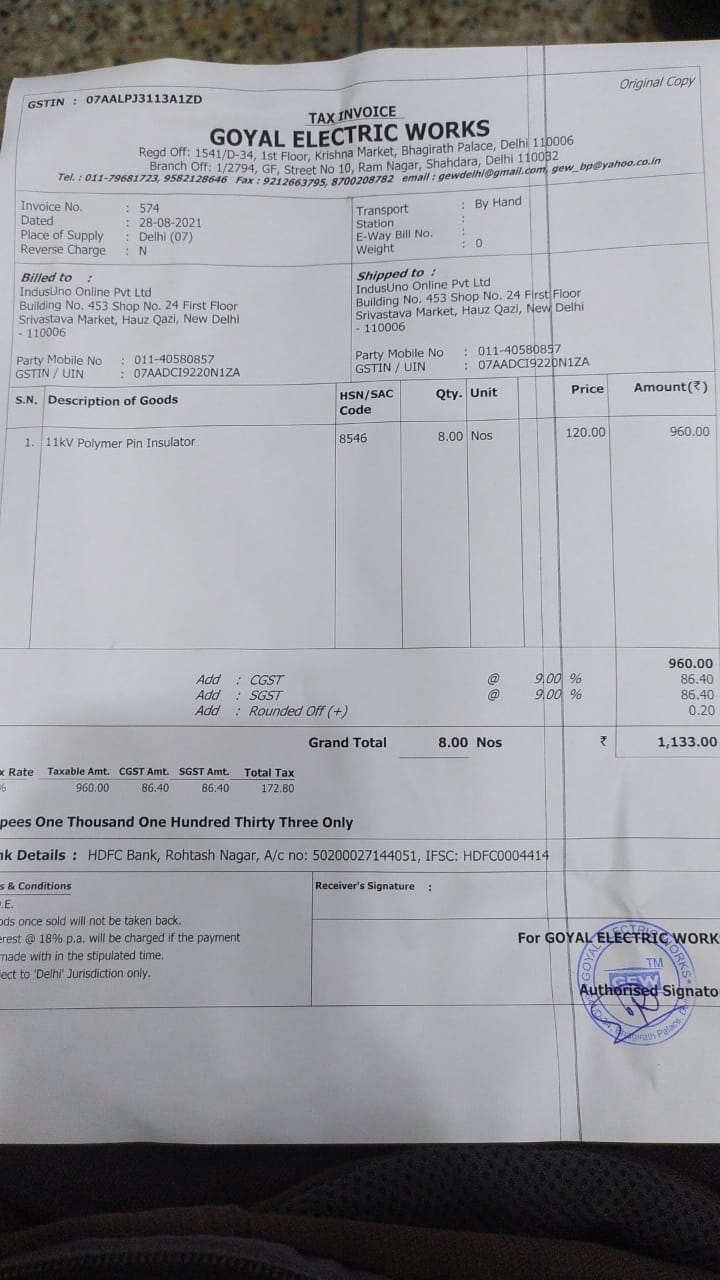 GSTIN : 07AALPJ3113A1ZD
Original Copy
TAX INVOICE
GOYAL ELECTRIC WORKS
Regd Off: 1541/D-34, 1st Floor, Krishna Market, Bhagirath Palace, Delhi 110006
Branch Off: 1/2794, GF, Street No 10, Ram Nagar, Shahdara, Delhi 110032
Tel. : 011-79681723, 9582128646 Fax : 9212663795, 8700208782 email : gewdelhi@gmail.com, gew_bp@yahoo.co.in
Invoice No. : 574
Dated : 28-08-2021
Place of Supply : Delhi (07)
Reverse Charge : N
Transport : By Hand
Station :
E-Way Bill No. :
Weight : 0
Billed to :
IndusUno Online Pvt Ltd
Building No. 453 Shop No. 24 First Floor
Srivastava Market, Hauz Qazi, New Delhi
- 110006
Party Mobile No : 011-40580857
GSTIN / UIN : 07AADCI9220N1ZA
Shipped to :
IndusUno Online Pvt Ltd
Building No. 453 Shop No. 24 First Floor
Srivastava Market, Hauz Qazi, New Delhi
- 110006
Party Mobile No : 011-40580857
GSTIN / UIN : 07AADCI9220N1ZA
S.N. Description of Goods HSN/SAC Code Qty. Unit Price Amount(₹)
1. 11kV Polymer Pin Insulator 8546 8.00 Nos 120.00 960.00
960.00
Add : CGST @ 9.00 % 86.40
Add : SGST @ 9.00 % 86.40
Add : Rounded Off (+) 0.20
Grand Total 8.00 Nos ₹ 1,133.00
x Rate Taxable Amt. CGST Amt. SGST Amt. Total Tax
% 960.00 86.40 86.40 172.80
pees One Thousand One Hundred Thirty Three Only
nk Details : HDFC Bank, Rohtash Nagar, A/c no: 50200027144051, IFSC: HDFC0004414
s & Conditions
.E.
ods once sold will not be taken back.
erest @ 18% p.a. will be charged if the payment
made with in the stipulated time.
ject to 'Delhi' Jurisdiction only.
Receiver's Signature :
For GOYAL ELECTRIC WORK
Authorised Signato
GOYAL ELECTRIC WORKS
TM
GEW
Bhagirath Palace,